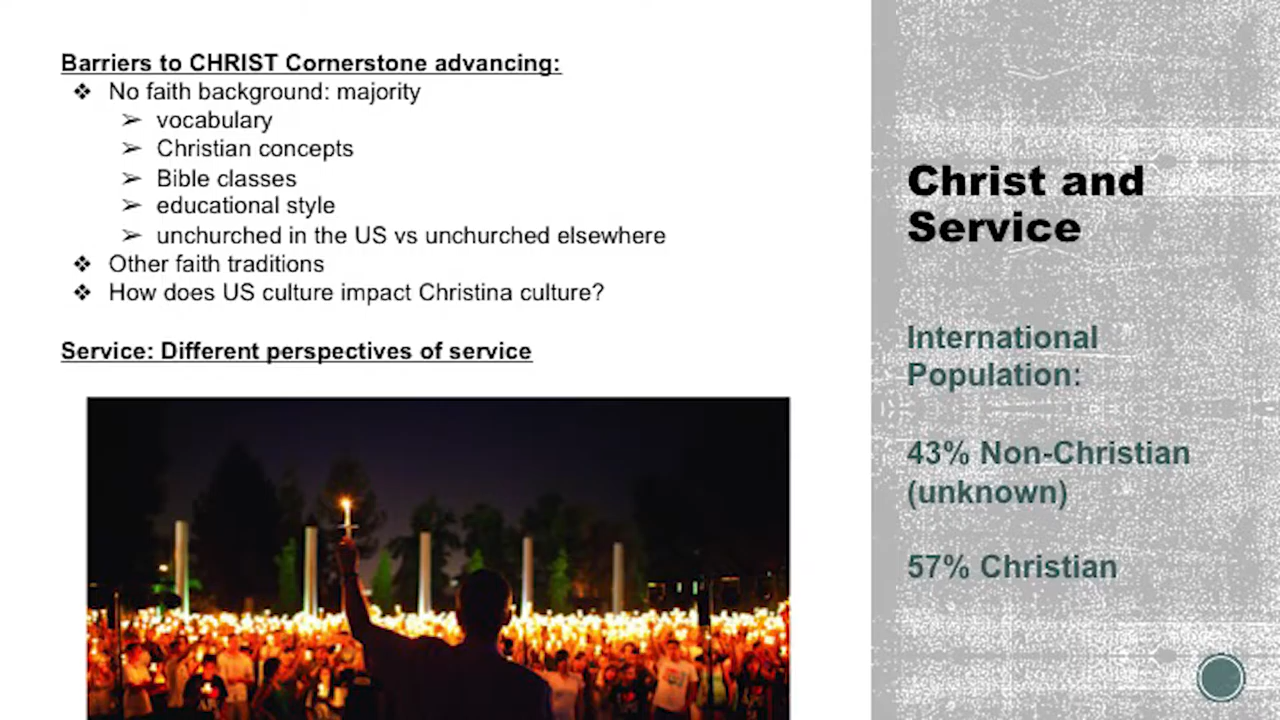 Barriers to CHRIST Cornerstone advancing:
❖ No faith background: majority
➢ vocabulary
➢ Christian concepts
➢ Bible classes
➢ educational style
➢ unchurched in the US vs unchurched elsewhere
❖ Other faith traditions
❖ How does US culture impact Christina culture?
Service: Different perspectives of service
Christ and
Service
International
Population:
43% Non-Christian
(unknown)
57% Christian